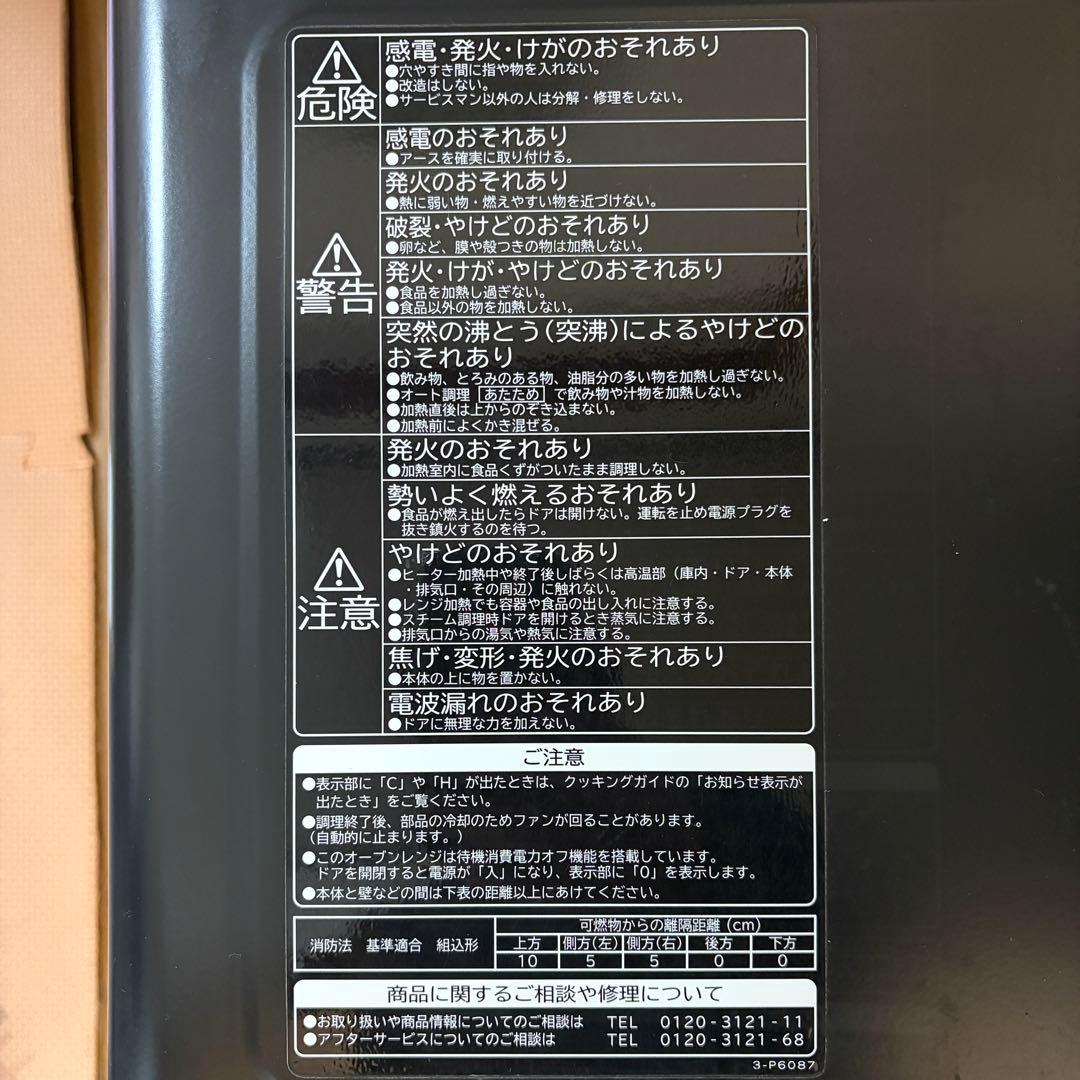 危険
感電・発火・けがのおそれあり
●穴やすき間に指や物を入れない。
●改造はしない。
●サービスマン以外の人は分解・修理をしない。
警告
感電のおそれあり
●アースを確実に取り付ける。
発火のおそれあり
●熱に弱い物・燃えやすい物を近づけない。
破裂・やけどのおそれあり
●卵など、膜や殻つきの物は加熱しない。
発火・けが・やけどのおそれあり
●食品を加熱し過ぎない。
●食品以外の物を加熱しない。
突然の沸とう(突沸)によるやけどの
おそれあり
●飲み物、とろみのある物、油脂分の多い物を加熱し過ぎない。
●オート調理 あたため で飲み物や汁物を加熱しない。
●加熱直後は上からのぞき込まない。
●加熱前によくかき混ぜる。
注意
発火のおそれあり
●加熱室内に食品くずがついたまま調理しない。
勢いよく燃えるおそれあり
●食品が燃え出したらドアは開けない。運転を止め電源プラグを
抜き鎮火するのを待つ。
やけどのおそれあり
●ヒーター加熱中や終了後しばらくは高温部(庫内・ドア・本体
・排気口・その周辺)に触れない。
●レンジ加熱でも容器や食品の出し入れに注意する。
●スチーム調理時ドアを開けるとき蒸気に注意する。
●排気口からの湯気や熱気に注意する。
焦げ・変形・発火のおそれあり
●本体の上に物を置かない。
電波漏れのおそれあり
●ドアに無理な力を加えない。
ご注意
●表示部に「C」や「H」が出たときは、クッキングガイドの「お知らせ表示が
出たとき」をご覧ください。
●調理終了後、部品の冷却のためファンが回ることがあります。
(自動的に止まります。)
●このオーブンレンジは待機消費電力オフ機能を搭載しています。
ドアを開閉すると電源が「入」になり、表示部に「0」を表示します。
●本体と壁などの間は下表の距離以上にあけてください。
消防法 基準適合 組込形
可燃物からの離隔距離(cm)
上方 側方(左) 側方(右) 後方 下方
10 5 5 0 0
商品に関するご相談や修理について
●お取り扱いや商品情報についてのご相談は TEL 0120-3121-11
●アフターサービスについてのご相談は TEL 0120-3121-68
3-P6087